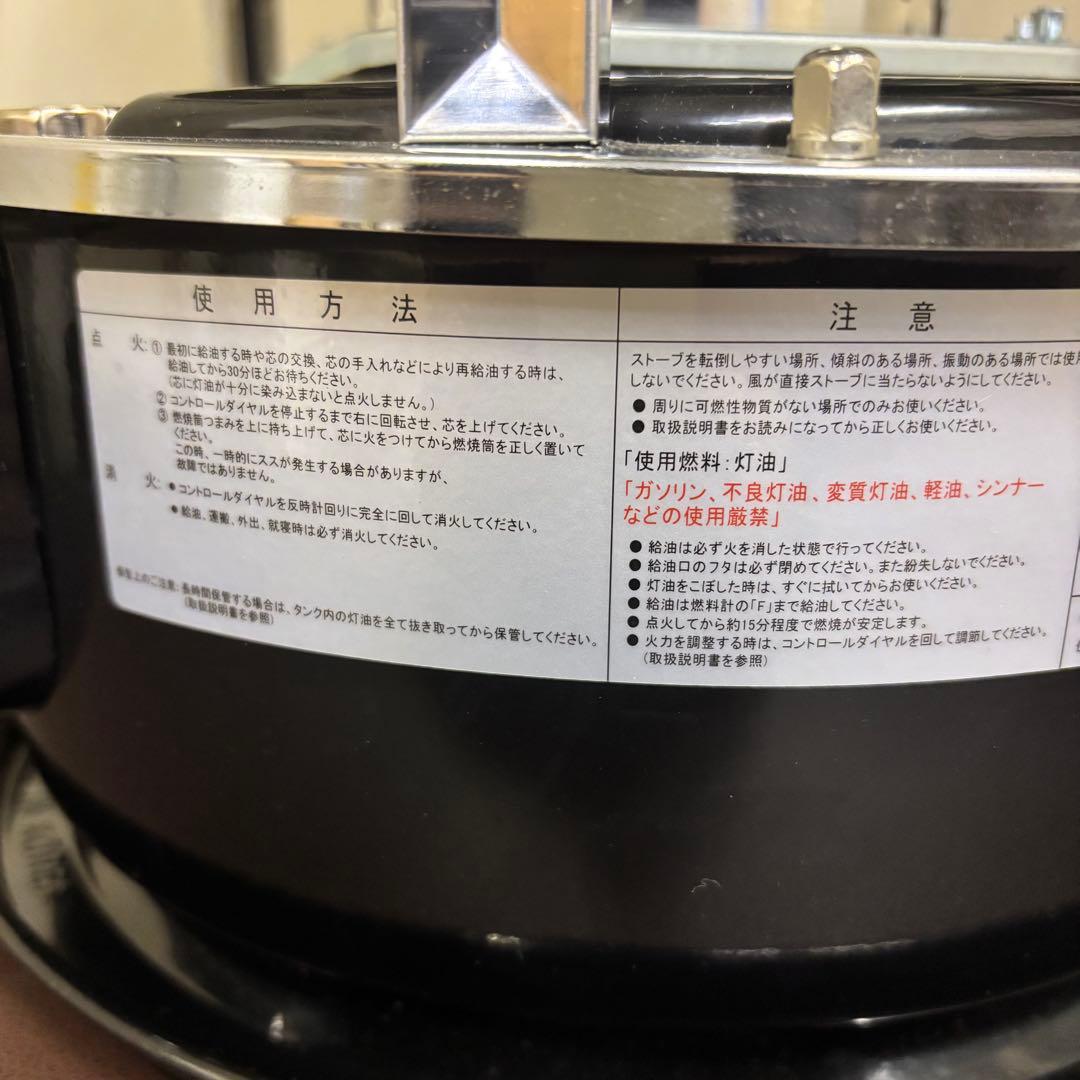 使用方法
点 火:① 最初に給油する時や芯の交換、芯の手入れなどにより再給油する時は、
給油してから30分ほどお待ちください。
(芯に灯油が十分に染み込まないと点火しません。)
② コントロールダイヤルを停止するまで右に回転させ、芯を上げてください。
③ 燃焼筒つまみを上に持ち上げて、芯に火をつけてから燃焼筒を正しく置いて
ください。
この時、一時的にススが発生する場合がありますが、
故障ではありません。
消 火:● コントロールダイヤルを反時計回りに完全に回して消火してください。
● 給油、運搬、外出、就寝時は必ず消火してください。
保管上のご注意:長時間保管する場合は、タンク内の灯油を全て抜き取ってから保管してください。
(取扱説明書を参照)
注意
ストーブを転倒しやすい場所、傾斜のある場所、振動のある場所では使用
しないでください。風が直接ストーブに当たらないようにしてください。
● 周りに可燃性物質がない場所でのみお使いください。
● 取扱説明書をお読みになってから正しくお使いください。
「使用燃料:灯油」
「ガソリン、不良灯油、変質灯油、軽油、シンナー
などの使用厳禁」
● 給油は必ず火を消した状態で行ってください。
● 給油口のフタは必ず閉めてください。また紛失しないでください。
● 灯油をこぼした時は、すぐに拭いてからお使いください。
● 給油は燃料計の「F」まで給油してください。
● 点火してから約15分程度で燃焼が安定します。
● 火力を調整する時は、コントロールダイヤルを回して調節してください。
(取扱説明書を参照)